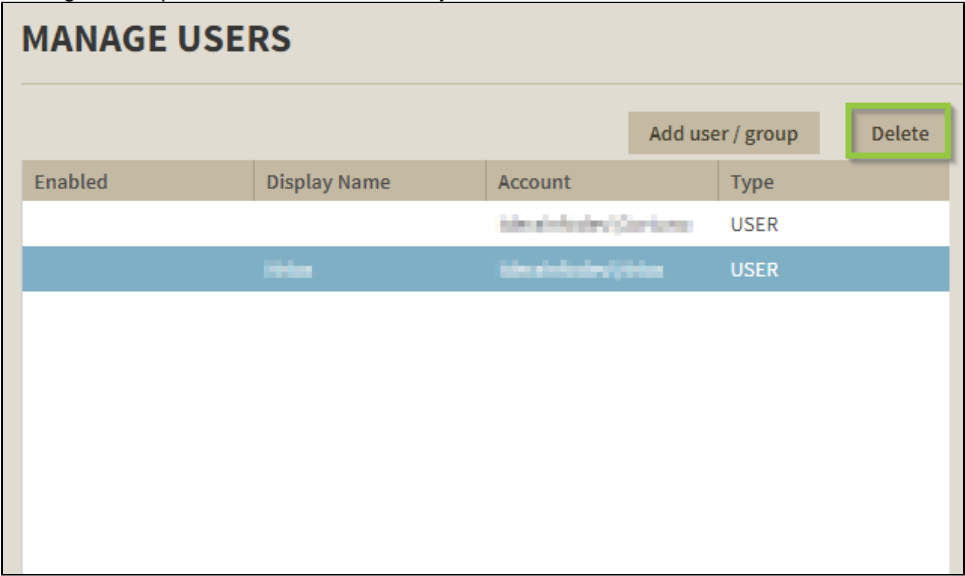 MANAGE USERS
Add user / group Delete
Enabled Display Name Account Type
USER
USER